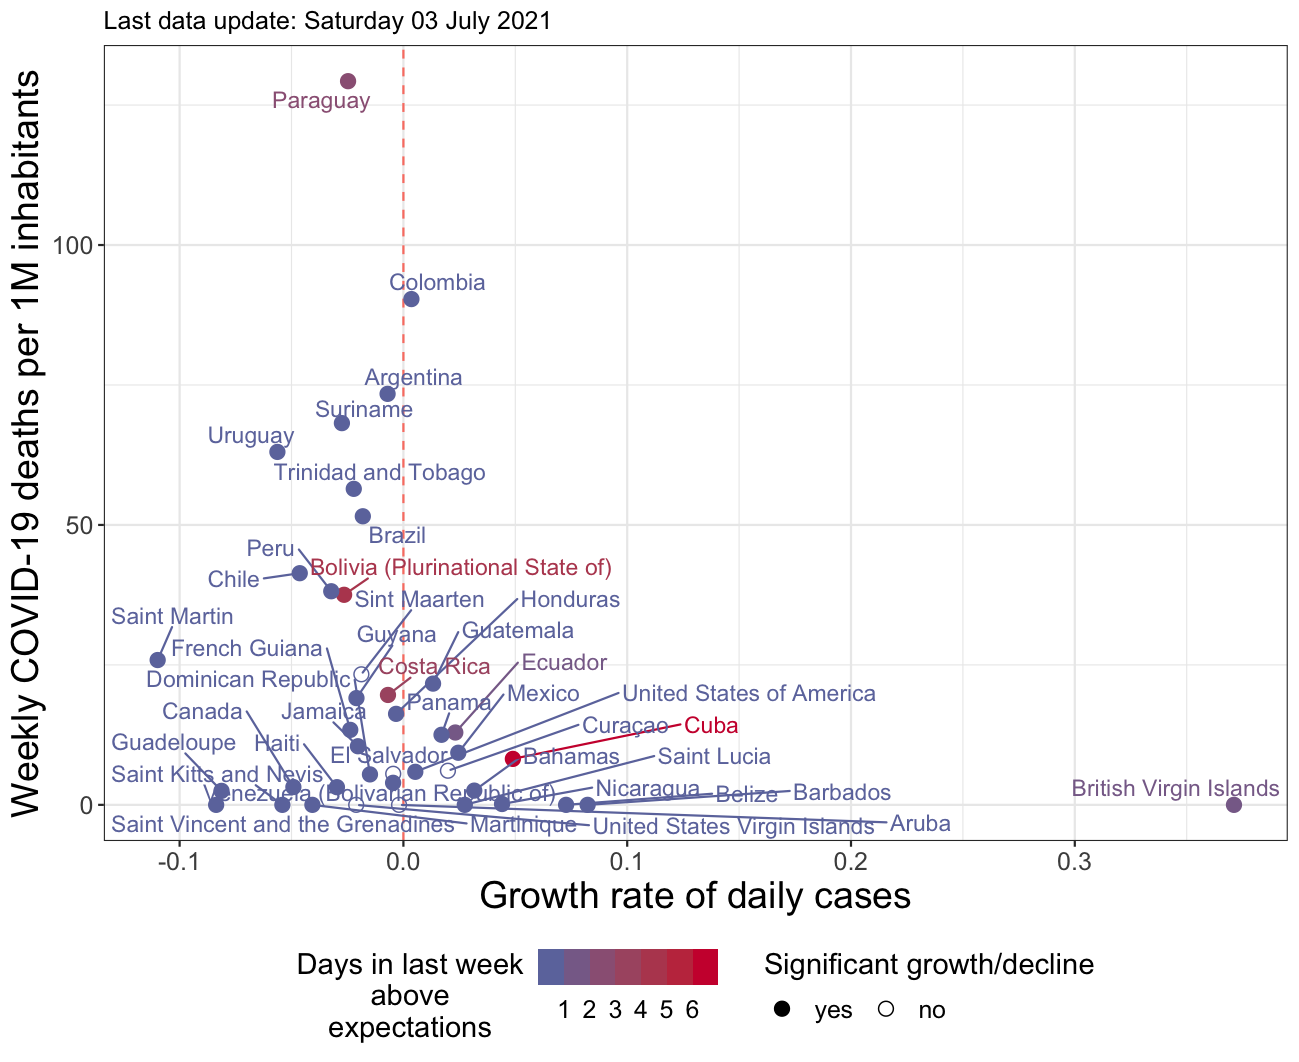 Last data update: Saturday 03 July 2021
Weekly COVID-19 deaths per 1M inhabitants
100
50
0
Paraguay
Colombia
Argentina
Suriname
Uruguay
Trinidad and Tobago
Brazil
Peru
Bolivia (Plurinational State of)
Chile
Sint Maarten
Honduras
Saint Martin
Guyana
Guatemala
French Guiana
Costa Rica
Ecuador
Dominican Republic
Panama
Mexico
United States of America
Canada
Jamaica
Curaçao
Cuba
Guadeloupe
Haiti
El Salvador
Bahamas
Saint Lucia
Saint Kitts and Nevis
Venezuela (Bolivarian Republic of)
Nicaragua
Belize
Barbados
British Virgin Islands
Saint Vincent and the Grenadines
Martinique
United States Virgin Islands
Aruba
-0.1 0.0 0.1 0.2 0.3
Growth rate of daily cases
Days in last week
above
expectations
1 2 3 4 5 6
Significant growth/decline
yes no